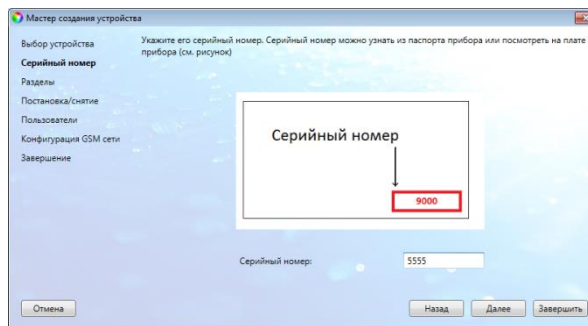 Мастер создания устройства
Выбор устройства
Серийный номер
Разделы
Постановка/снятие
Пользователи
Конфигурация GSM сети
Завершение
Укажите его серийный номер. Серийный номер можно узнать из паспорта прибора или посмотреть на плате
прибора (см. рисунок)
Серийный номер
9000
Серийный номер:
5555
Отмена
Назад
Далее
Завершить